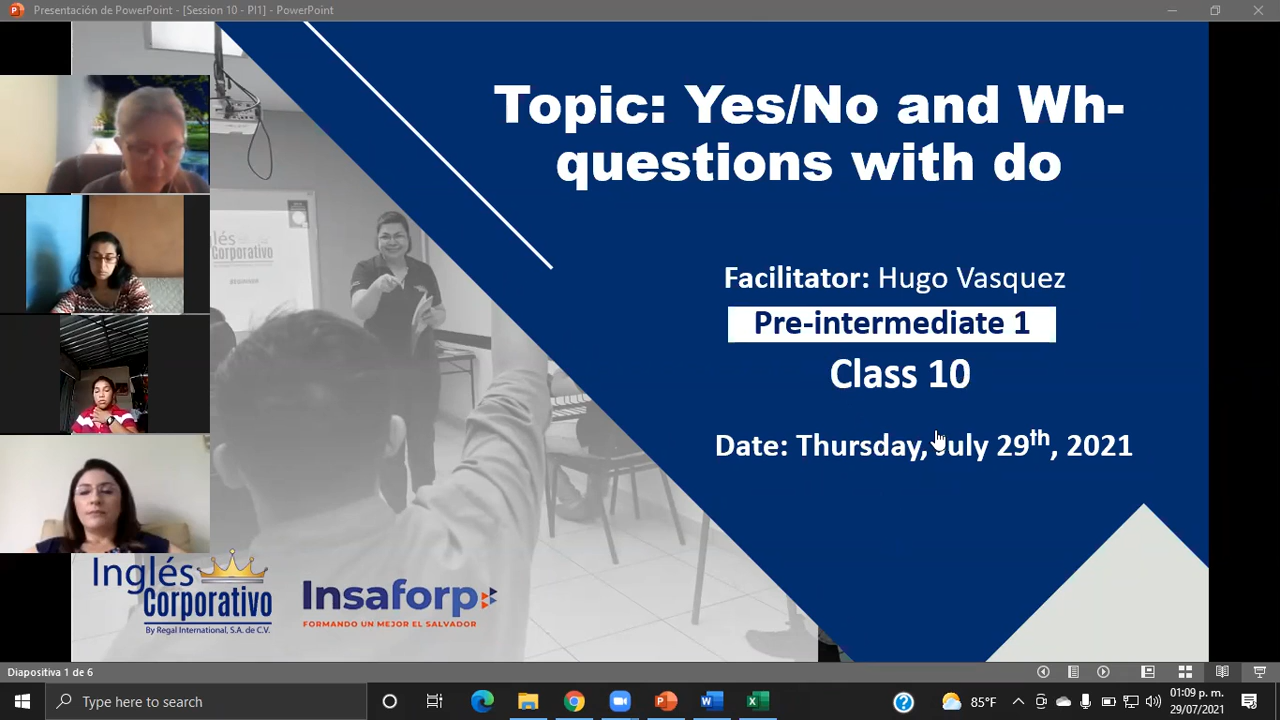 Presentación de PowerPoint - [Session 10 - PI1] - PowerPoint
Topic: Yes/No and Wh-
questions with do
Facilitator: Hugo Vasquez
Pre-intermediate 1
Class 10
Date: Thursday, July 29th, 2021
Corporativo
Inglés
Corporativo
By Regal International, S.A. de C.V.
Insaforp
FORMANDO UN MEJOR EL SALVADOR
Diapositiva 1 de 6
Type here to search
85°F
01:09 p. m.
29/07/2021